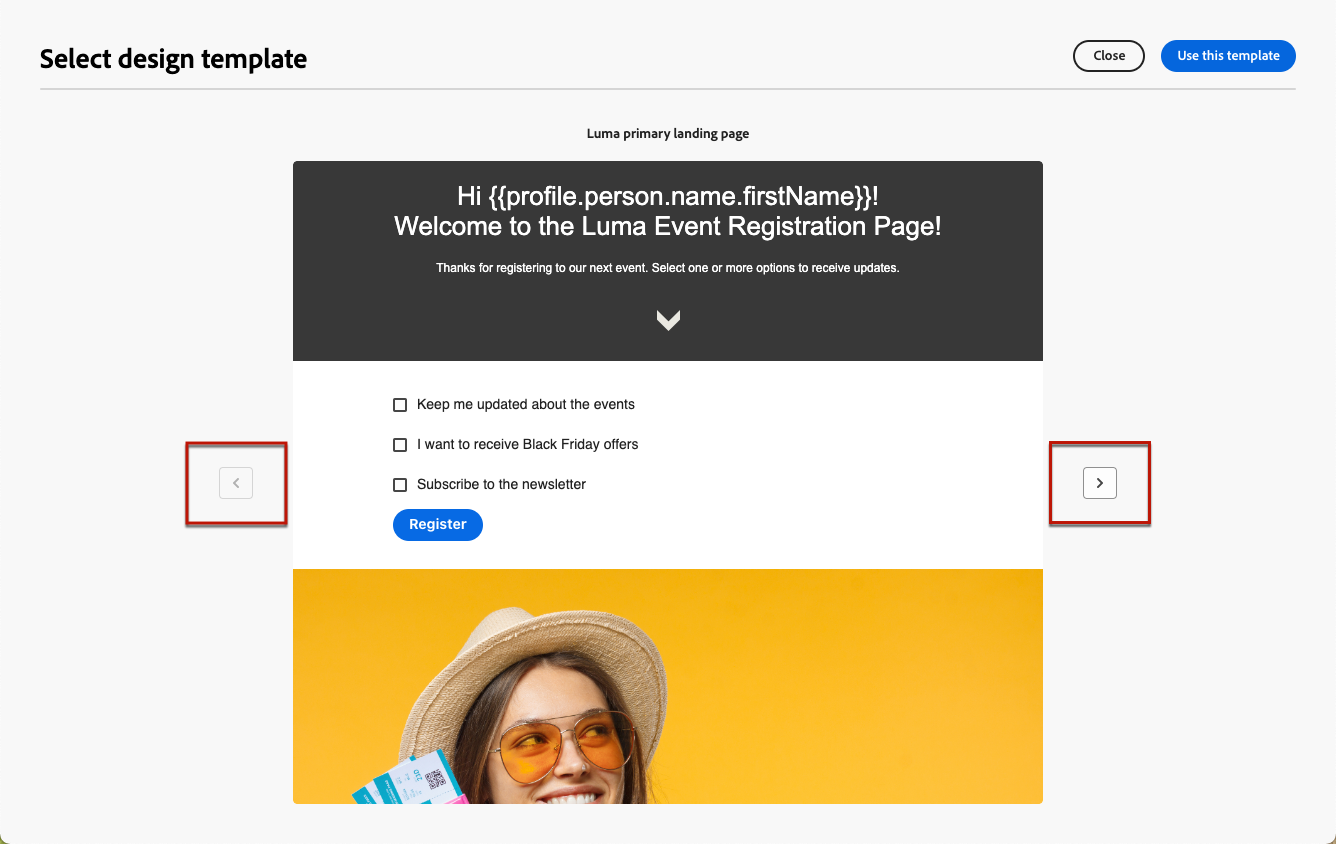 Select design template
Close
Use this template
Luma primary landing page
Hi {{profile.person.name.firstName}}!
Welcome to the Luma Event Registration Page!
Thanks for registering to our next event. Select one or more options to receive updates.
Keep me updated about the events
I want to receive Black Friday offers
Subscribe to the newsletter
Register